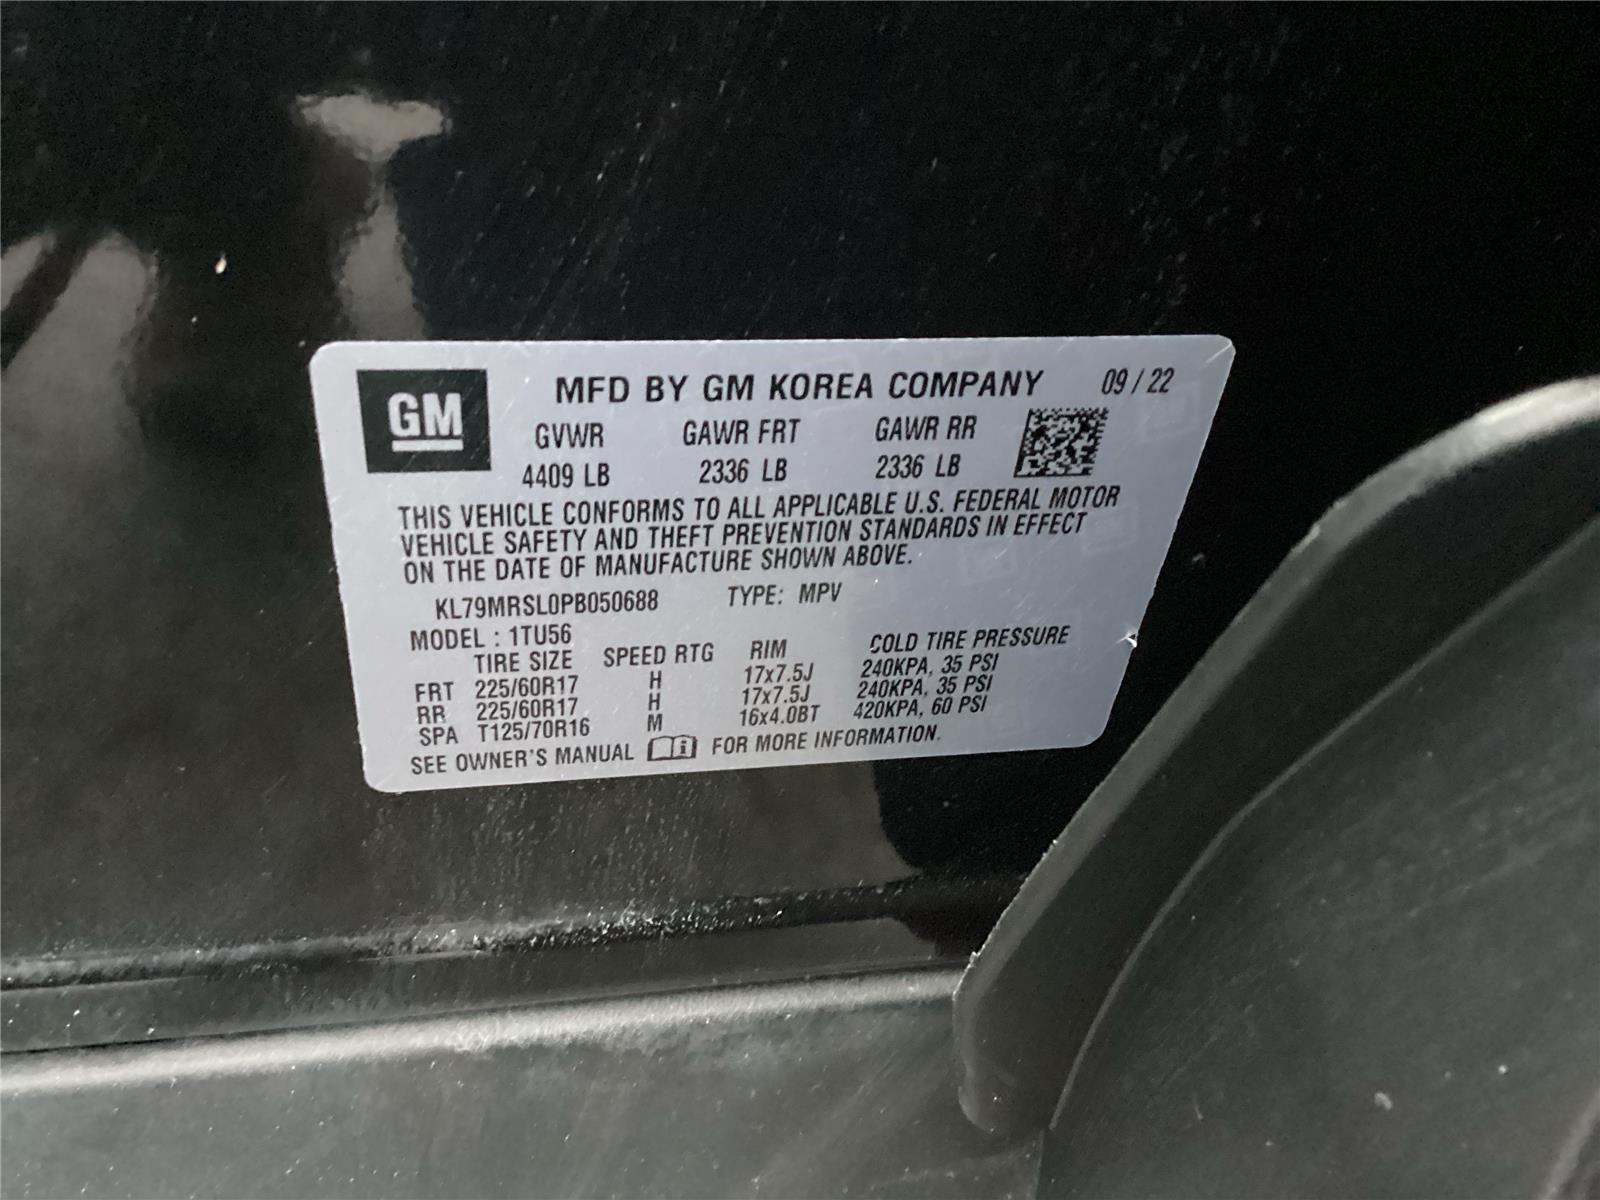 GM
MFD BY GM KOREA COMPANY 09 / 22
GVWR GAWR FRT GAWR RR
4409 LB 2336 LB 2336 LB
THIS VEHICLE CONFORMS TO ALL APPLICABLE U.S. FEDERAL MOTOR
VEHICLE SAFETY AND THEFT PREVENTION STANDARDS IN EFFECT
ON THE DATE OF MANUFACTURE SHOWN ABOVE.
KL79MRSL0PB050688 TYPE: MPV
MODEL : 1TU56
TIRE SIZE SPEED RTG RIM COLD TIRE PRESSURE
FRT 225/60R17 H 17x7.5J 240KPA, 35 PSI
RR 225/60R17 H 17x7.5J 240KPA, 35 PSI
SPA T125/70R16 M 16x4.0BT 420KPA, 60 PSI
SEE OWNER'S MANUAL i FOR MORE INFORMATION.